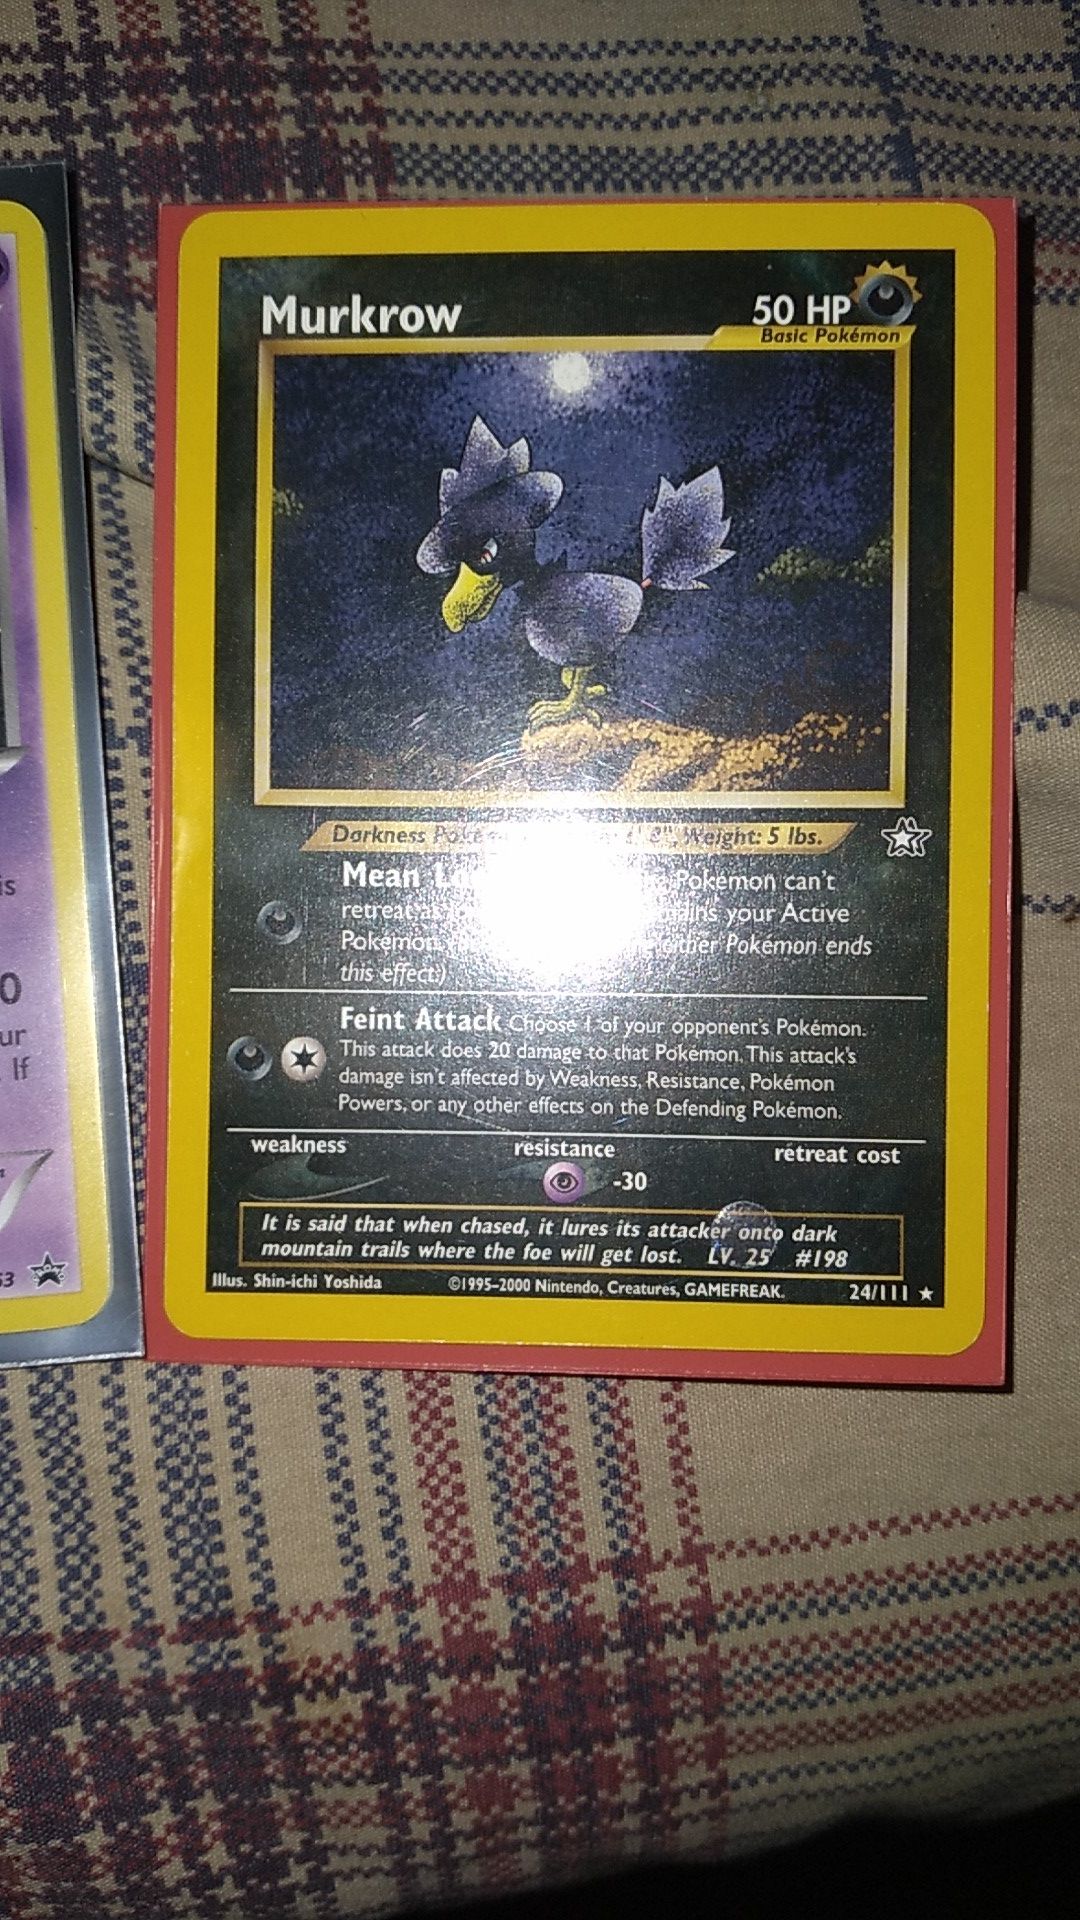 Murkrow
50 HP
Basic Pokémon
Darkness Weight: 5 lbs.
Mean Pokémon can't
retreat your Active
Pokémon Pokémon ends
this effect.)
Feint Attack Choose 1 of your opponent's Pokémon.
This attack does 20 damage to that Pokémon. This attack's
damage isn't affected by Weakness, Resistance, Pokémon
Powers, or any other effects on the Defending Pokémon.
weakness resistance retreat cost
-30
It is said that when chased, it lures its attacker onto dark
mountain trails where the foe will get lost. LV. 25 #198
Illus. Shin-ichi Yoshida ©1995-2000 Nintendo, Creatures, GAMEFREAK. 24/111
is
0
ur
If